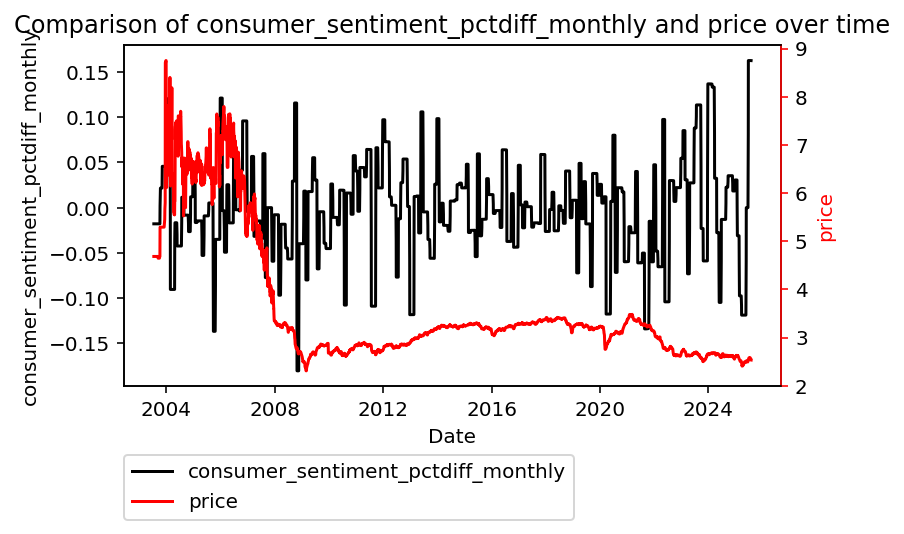 Comparison of consumer_sentiment_pctdiff_monthly and price over time
consumer_sentiment_pctdiff_monthly
0.15
0.10
0.05
0.00
−0.05
−0.10
−0.15
9
8
7
6
5
4
3
2
price
2004 2008 2012 2016 2020 2024
Date
consumer_sentiment_pctdiff_monthly
price